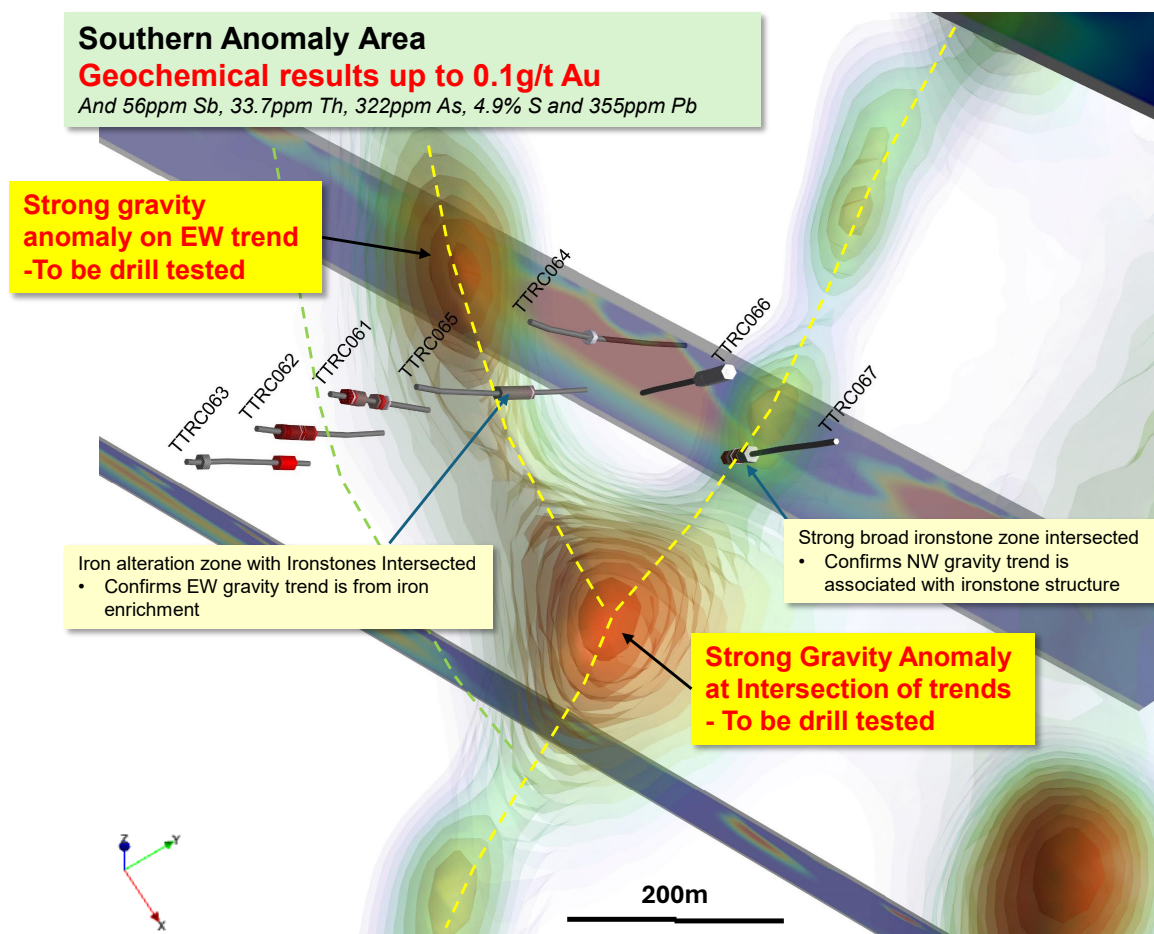 Southern Anomaly Area
Geochemical results up to 0.1g/t Au
And 56ppm Sb, 33.7ppm Th, 322ppm As, 4.9% S and 355ppm Pb
Strong gravity
anomaly on EW trend
-To be drill tested
TTRC064
TTRC066
TTRC061
TTRC065
TTRC062
TTRC067
TTRC063
Iron alteration zone with Ironstones Intersected
• Confirms EW gravity trend is from iron
enrichment
Strong broad ironstone zone intersected
• Confirms NW gravity trend is
associated with ironstone structure
Strong Gravity Anomaly
at Intersection of trends
- To be drill tested
Z
Y
X
200m